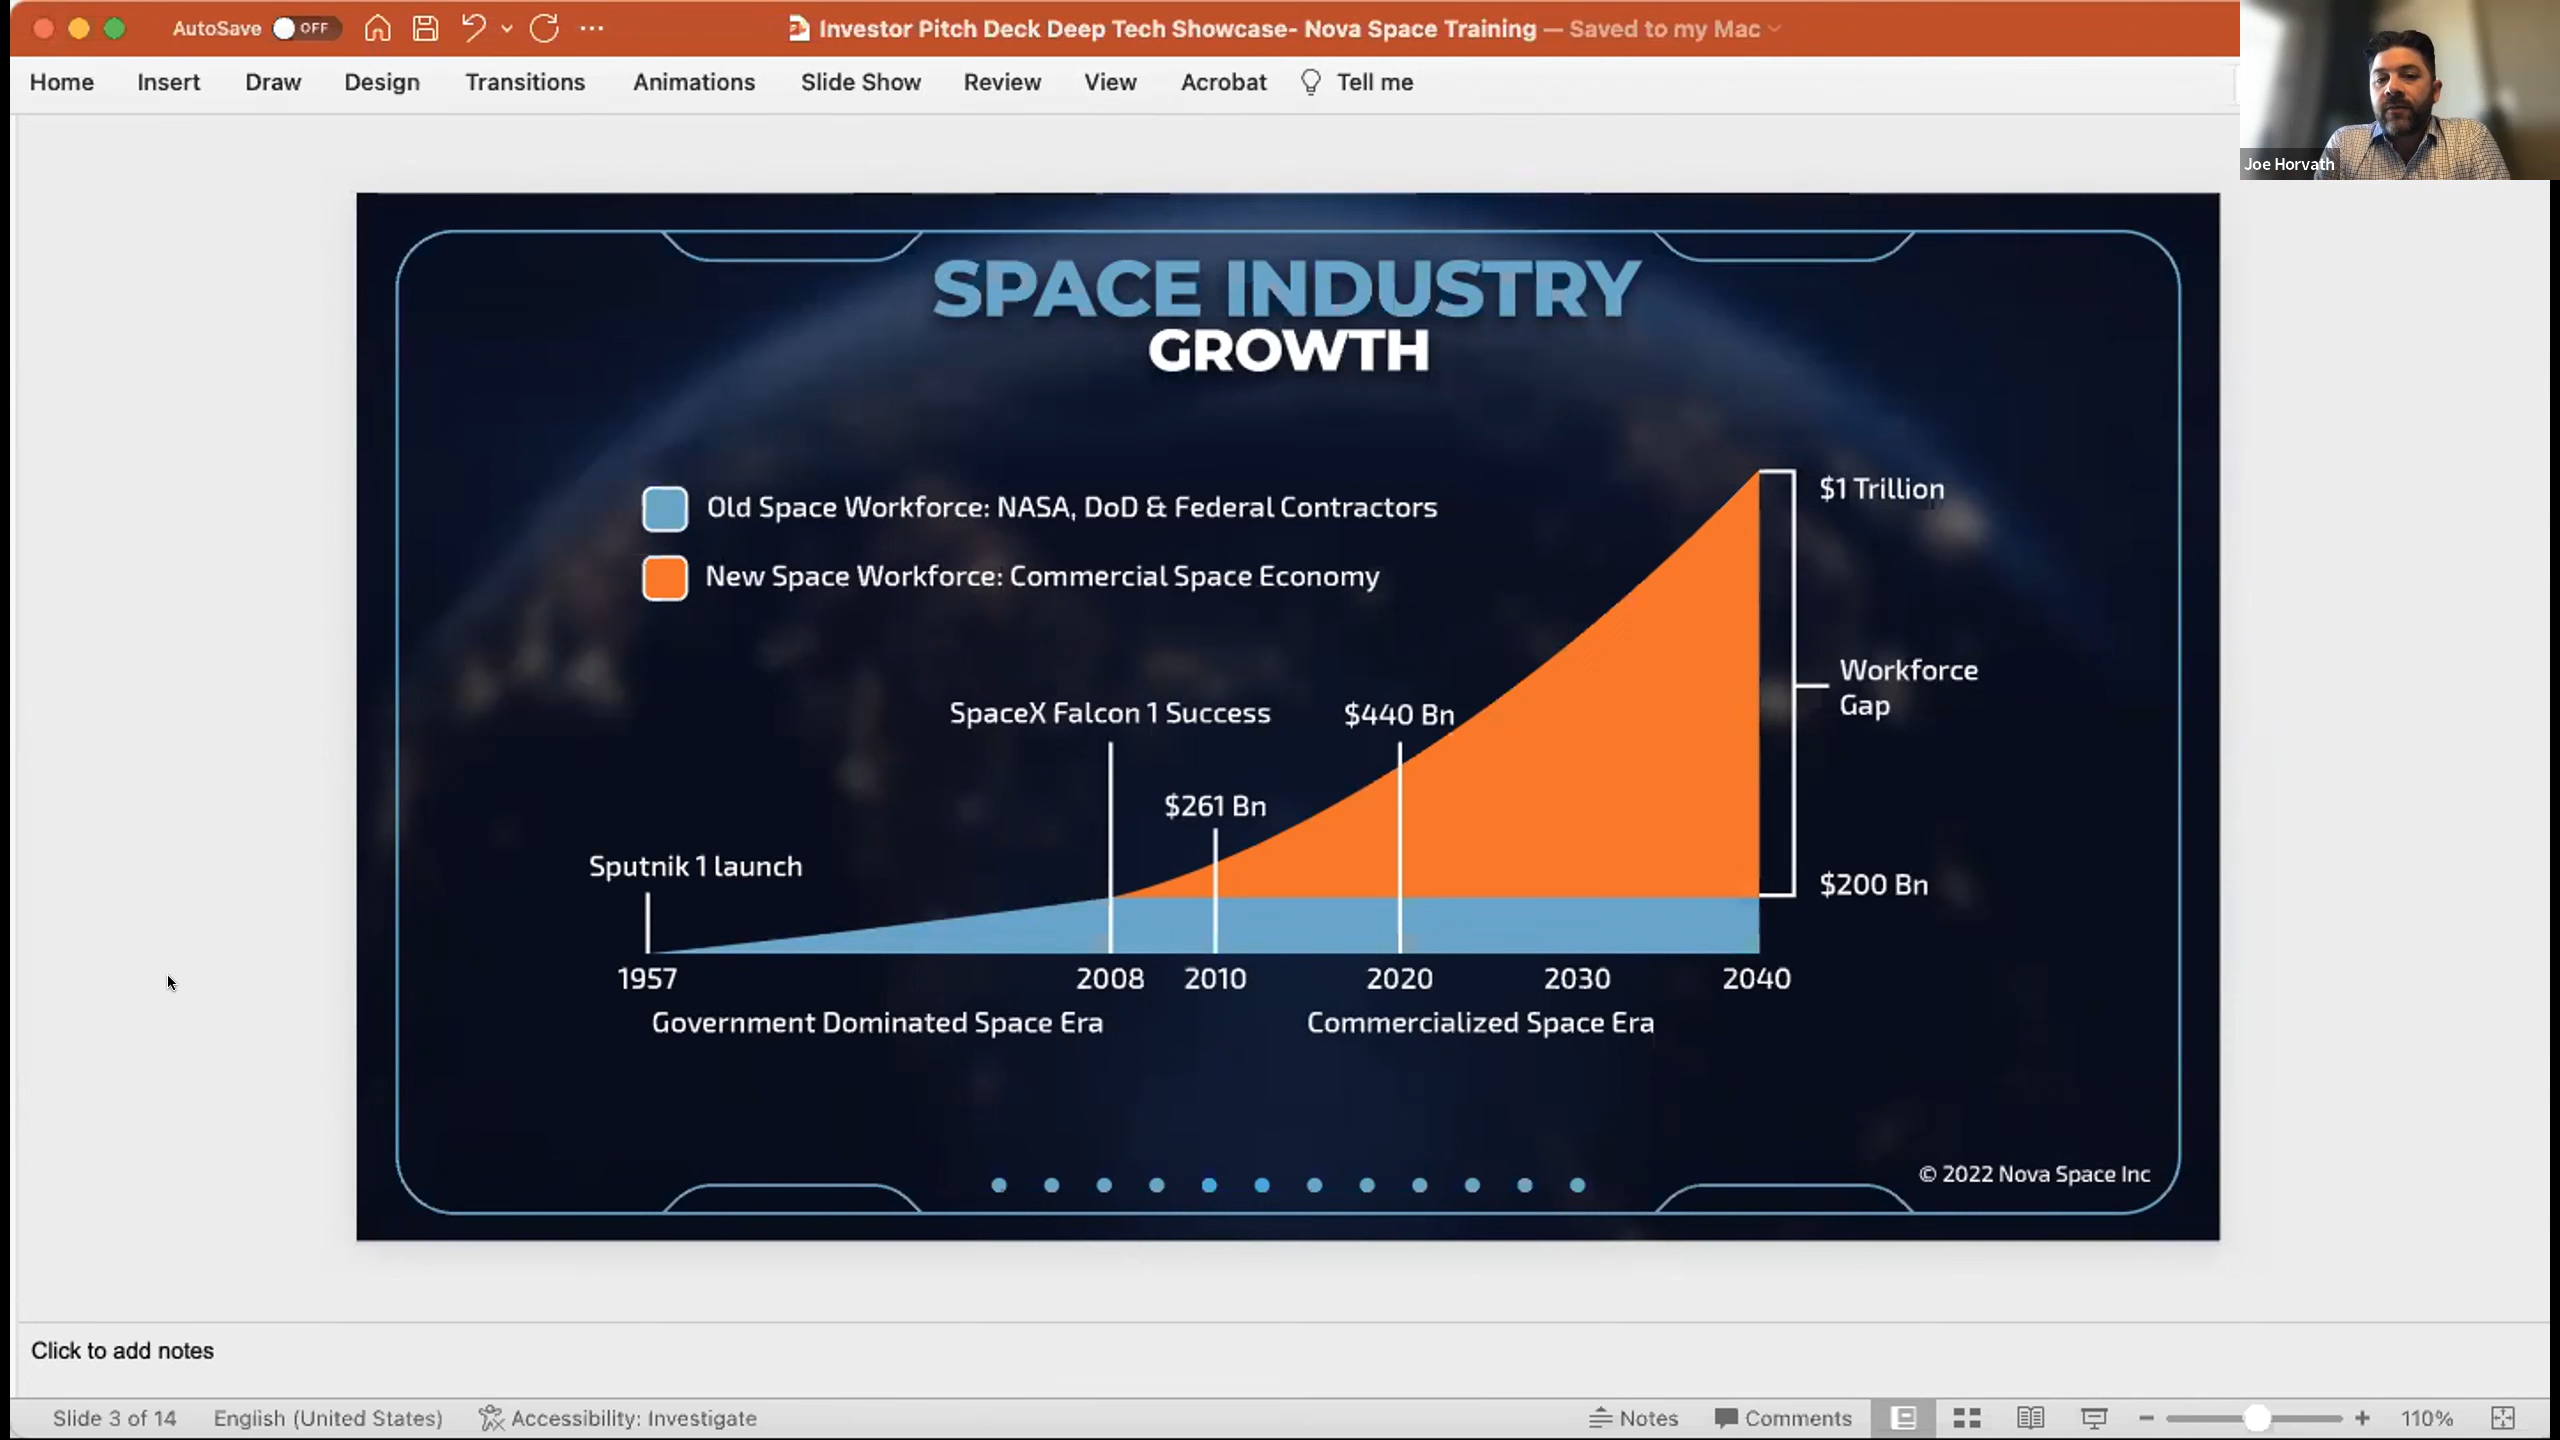 AutoSave OFF
Investor Pitch Deck Deep Tech Showcase- Nova Space Training — Saved to my Mac
Home Insert Draw Design Transitions Animations Slide Show Review View Acrobat Tell me
Joe Horvath
SPACE INDUSTRY
GROWTH
Old Space Workforce: NASA, DoD & Federal Contractors
New Space Workforce: Commercial Space Economy
$1 Trillion
Workforce
Gap
SpaceX Falcon 1 Success
$440 Bn
$261 Bn
Sputnik 1 launch
$200 Bn
1957 2008 2010 2020 2030 2040
Government Dominated Space Era Commercialized Space Era
© 2022 Nova Space Inc
Click to add notes
Slide 3 of 14 English (United States) Accessibility: Investigate Notes Comments 110%